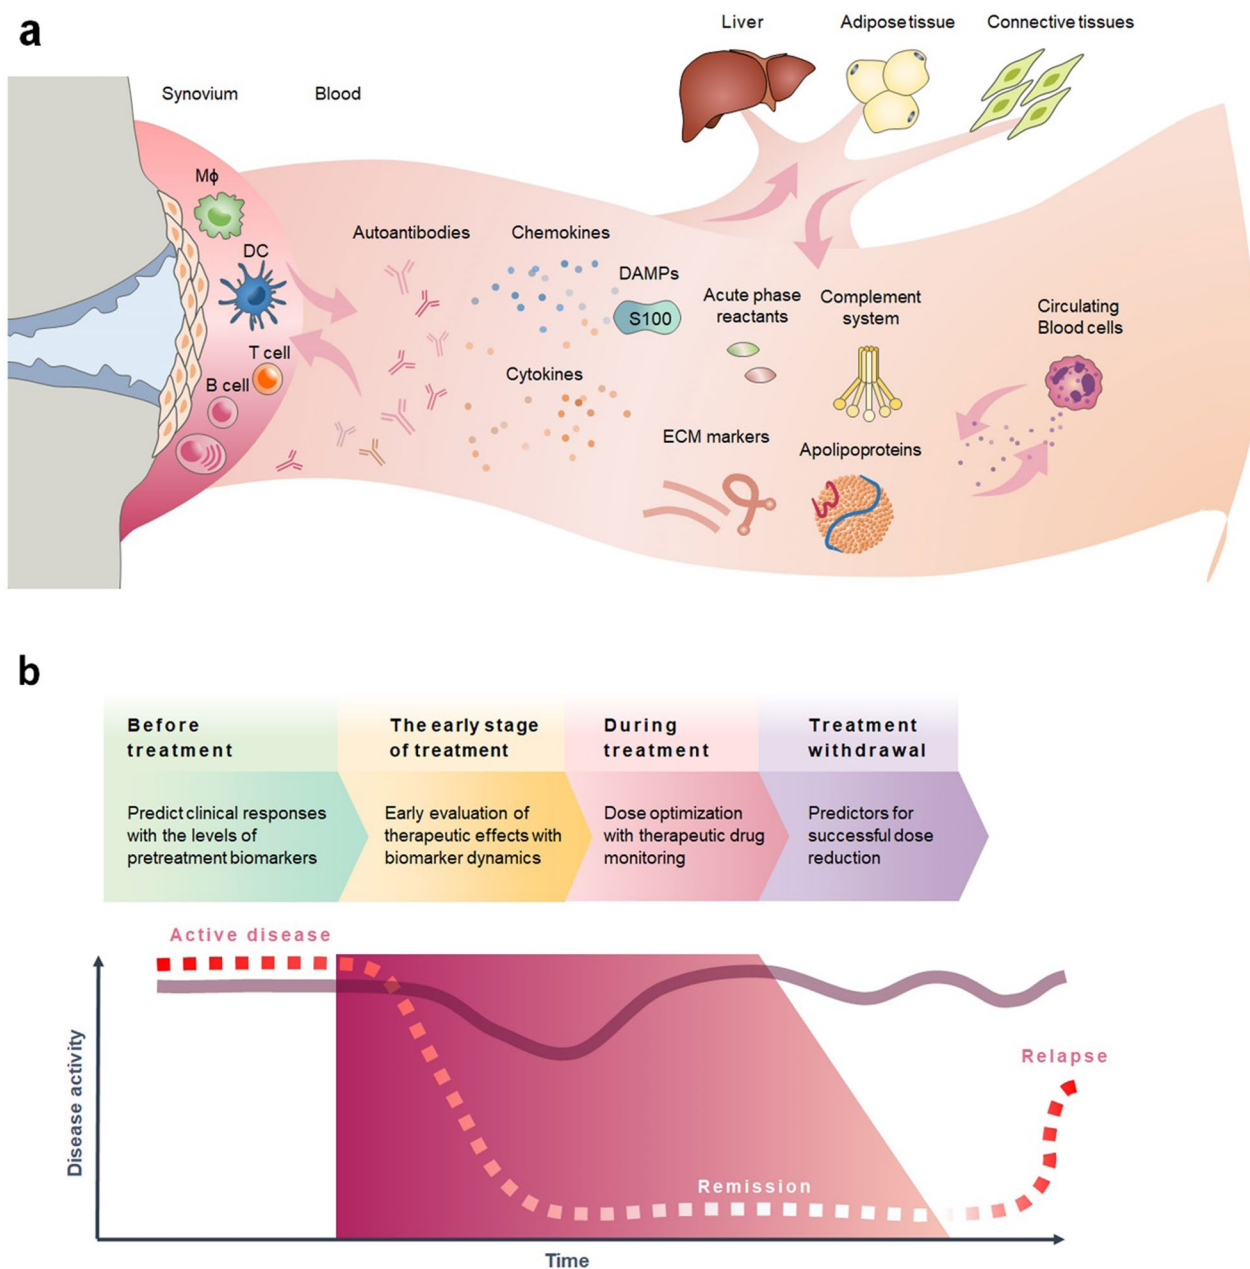 a
Liver
Adipose tissue
Connective tissues
Synovium
Blood
Mϕ
DC
T cell
B cell
Autoantibodies
Chemokines
DAMPs
S100
Cytokines
Acute phase
reactants
Complement
system
Circulating
Blood cells
ECM markers
Apolipoproteins
b
Before
treatment
The early stage
of treatment
During
treatment
Treatment
withdrawal
Predict clinical responses
with the levels of
pretreatment biomarkers
Early evaluation of
therapeutic effects with
biomarker dynamics
Dose optimization
with therapeutic drug
monitoring
Predictors for
successful dose
reduction
Active disease
Disease activity
Relapse
Remission
Time